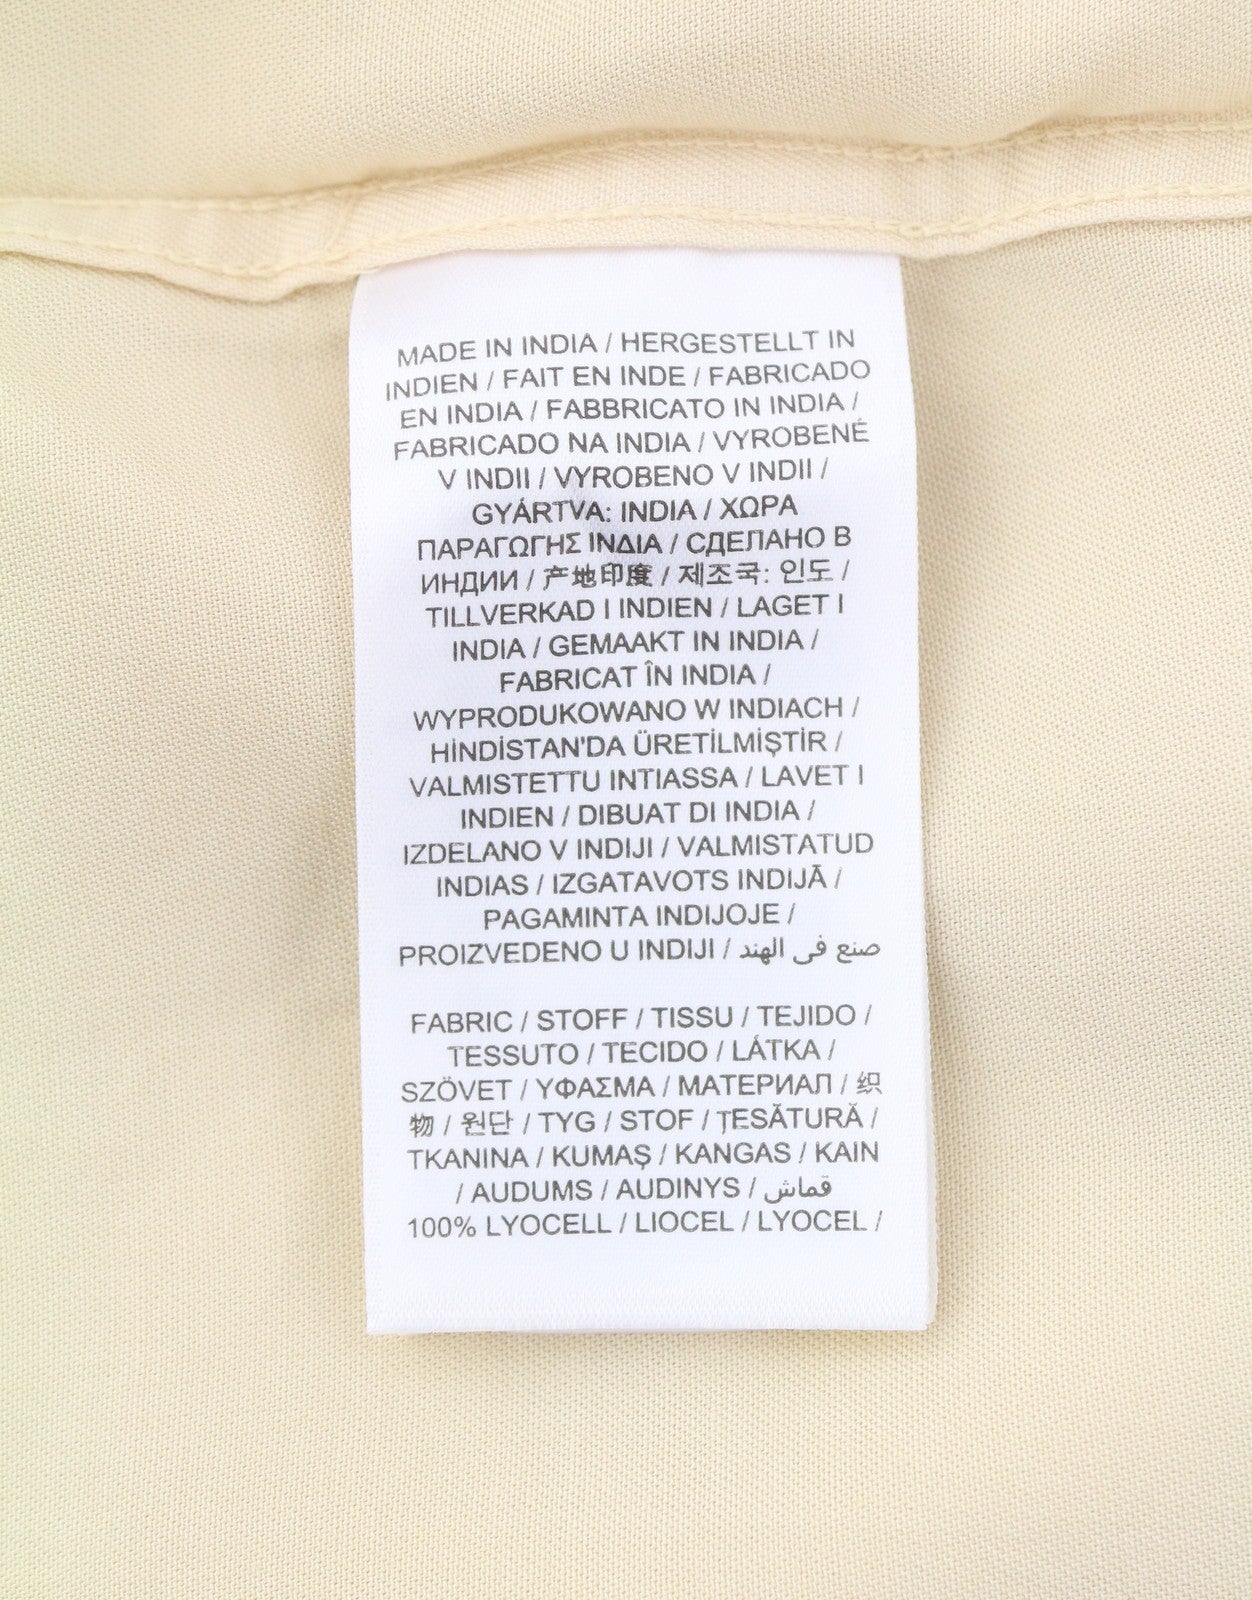 MADE IN INDIA / HERGESTELLT IN
INDIEN / FAIT EN INDE / FABRICADO
EN INDIA / FABBRICATO IN INDIA /
FABRICADO NA INDIA / VYROBENÉ
V INDII / VYROBENO V INDII /
GYÁRTVA: INDIA / ΧΩΡΑ
ΠΑΡΑΓΩΓΗΣ ΙΝΔΙΑ / СДЕЛАНО В
ИНДИИ / 产地印度 / 제조국: 인도 /
TILLVERKAD I INDIEN / LAGET I
INDIA / GEMAAKT IN INDIA /
FABRICAT ÎN INDIA /
WYPRODUKOWANO W INDIACH /
HİNDİSTAN'DA ÜRETİLMİŞTİR /
VALMISTETTU INTIASSA / LAVET I
INDIEN / DIBUAT DI INDIA /
IZDELANO V INDIJI / VALMISTATUD
INDIAS / IZGATAVOTS INDIJĀ /
PAGAMINTA INDIJOJE /
PROIZVEDENO U INDIJI / صنع في الهند
FABRIC / STOFF / TISSU / TEJIDO /
TESSUTO / TECIDO / LÁTKA /
SZÖVET / ΥΦΑΣΜΑ / МАТЕРИАЛ / 织
物 / 원단 / TYG / STOF / ȚESĂTURĂ /
TKANINA / KUMAŞ / KANGAS / KAIN
/ AUDUMS / AUDINYS / قماش
100% LYOCELL / LIOCEL / LYOCEL /